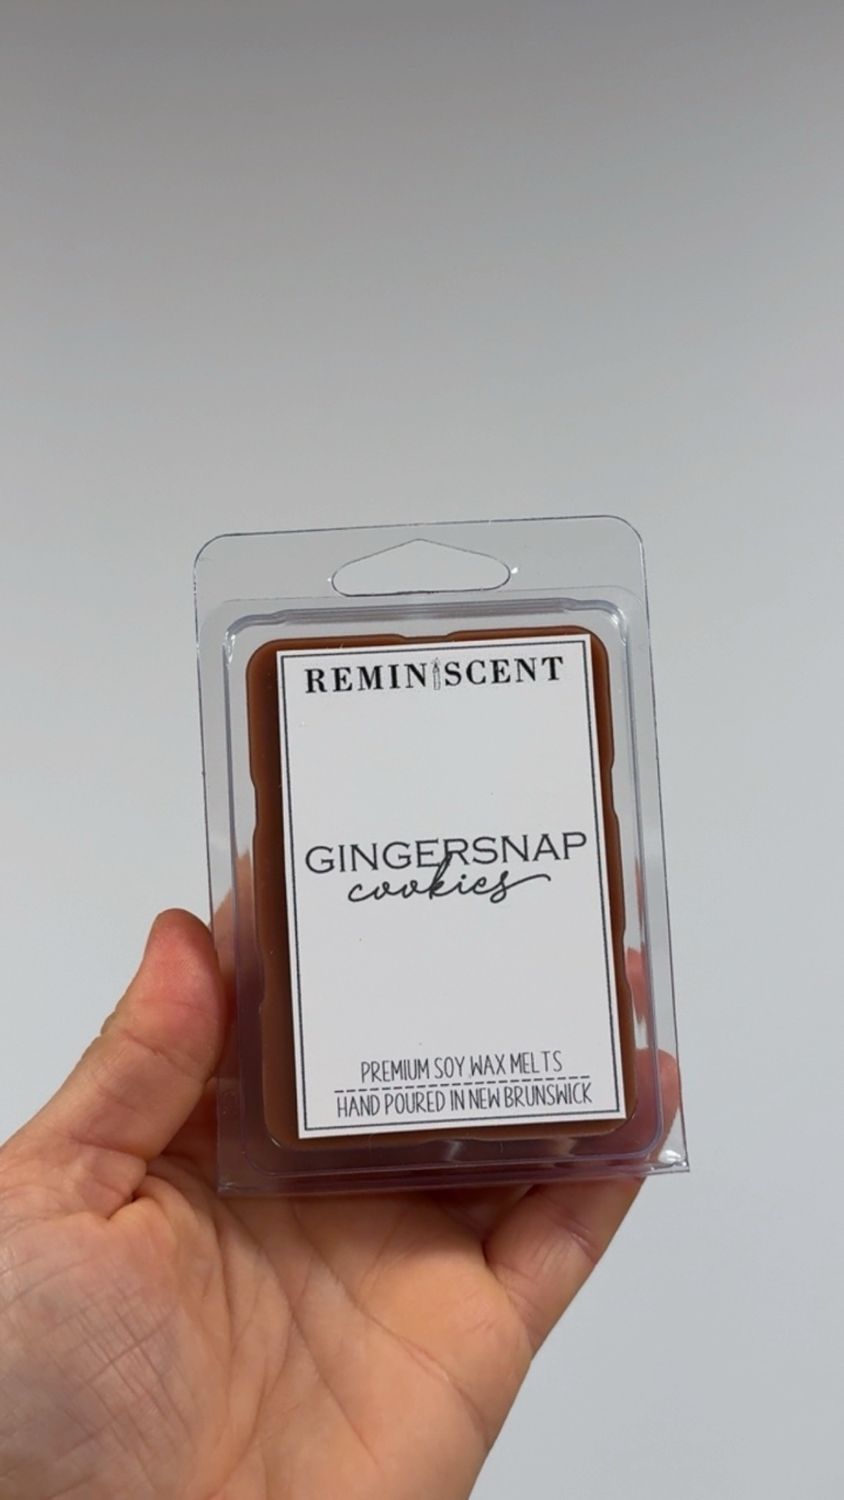 REMINISCENT
GINGERSNAP
cookies
PREMIUM SOY WAX MELTS
HAND POURED IN NEW BRUNSWICK